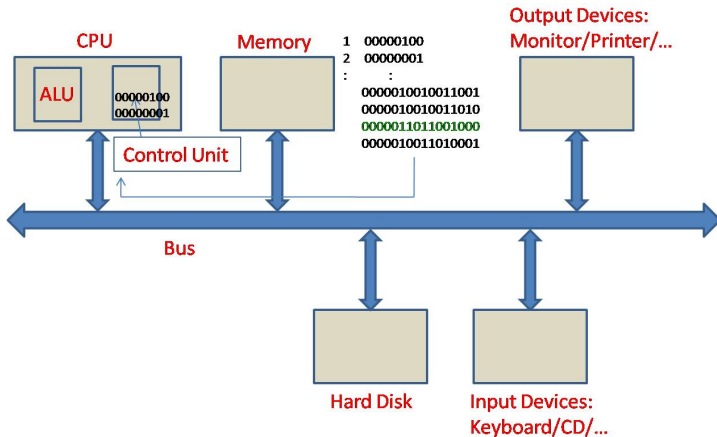 CPU
Memory
1 00000100
2 00000001
: :
0000010010011001
0000010010011010
0000011011001000
0000010011010001
Output Devices:
Monitor/Printer/...
ALU
00000100
00000001
Control Unit
Bus
Hard Disk
Input Devices:
Keyboard/CD/...